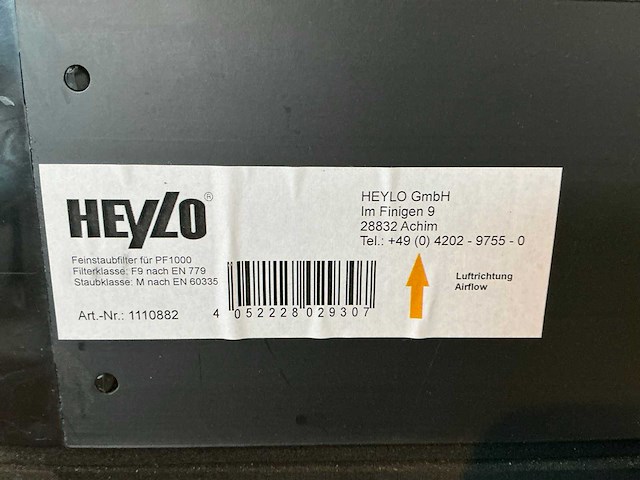 HEYLO®
Feinstaubfilter für PF1000
Filterklasse: F9 nach EN 779
Staubklasse: M nach EN 60335
Art.-Nr.: 1110882
4 052228 029307
HEYLO GmbH
Im Finigen 9
28832 Achim
Tel.: +49 (0) 4202 - 9755 - 0
Luftrichtung
Airflow